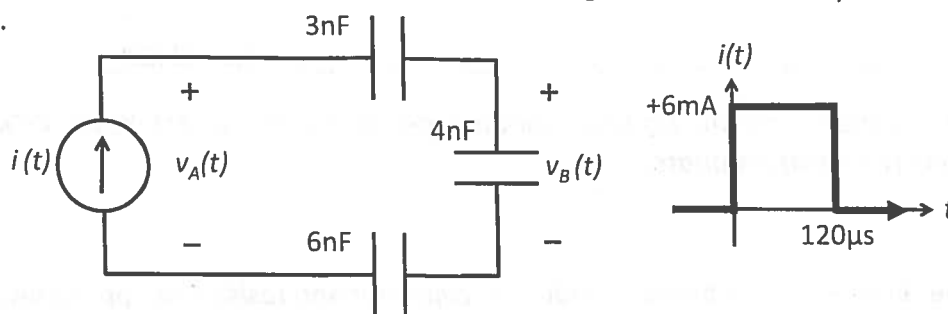 3nF
i(t)
+ +
+6mA
4nF
i(t)
v_A(t)
v_B(t)
t
− 6nF −
120μs